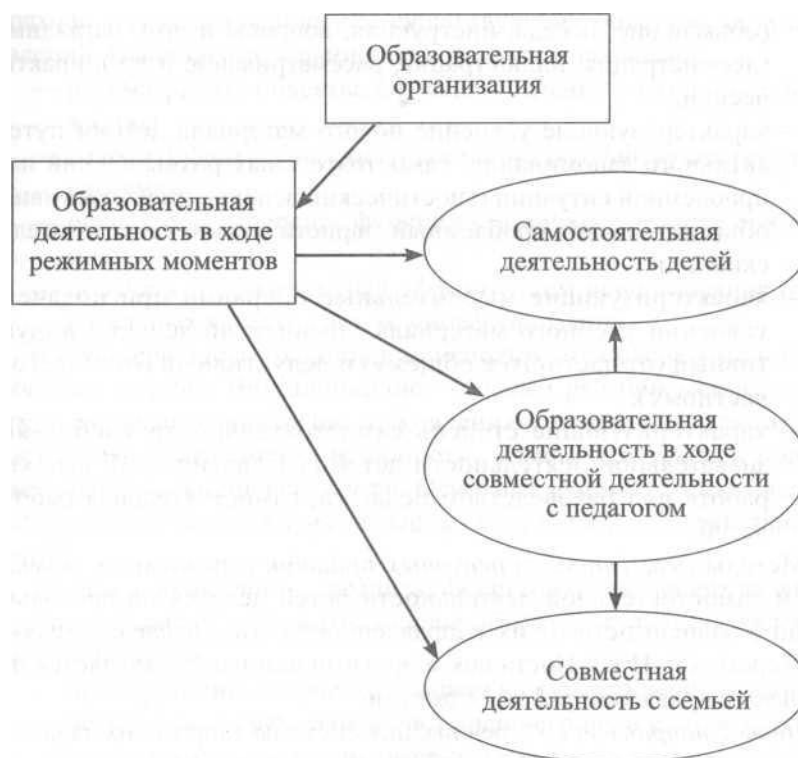 Образовательная
организация
Образовательная
деятельность в ходе
режимных моментов
Самостоятельная
деятельность детей
Образовательная
деятельность в ходе
совместной деятельности
с педагогом
Совместная
деятельность с семьей